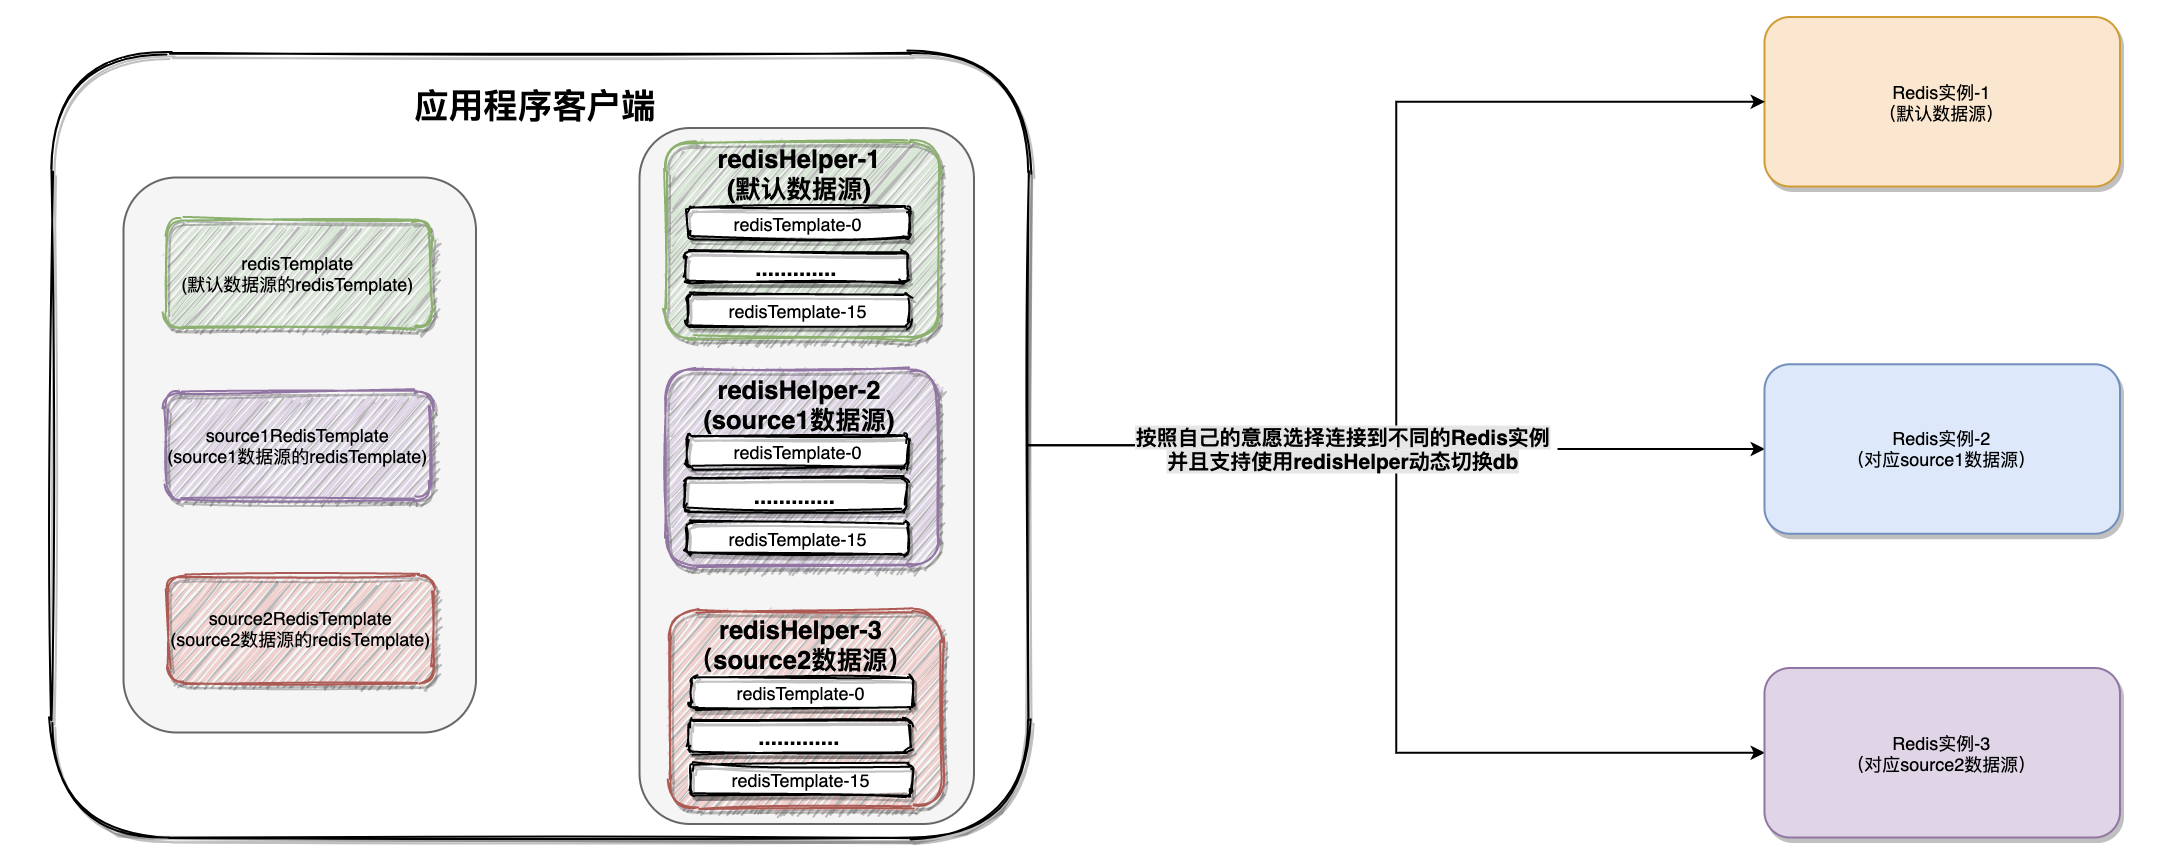 应用程序客户端
redisTemplate
(默认数据源的redisTemplate)
source1RedisTemplate
(source1数据源的redisTemplate)
source2RedisTemplate
(source2数据源的redisTemplate)
redisHelper-1
(默认数据源)
redisTemplate-0
.............
redisTemplate-15
redisHelper-2
(source1数据源)
redisTemplate-0
.............
redisTemplate-15
redisHelper-3
（source2数据源）
redisTemplate-0
.............
redisTemplate-15
按照自己的意愿选择连接到不同的Redis实例
并且支持使用redisHelper动态切换db
Redis实例-1
（默认数据源）
Redis实例-2
（对应source1数据源）
Redis实例-3
（对应source2数据源）